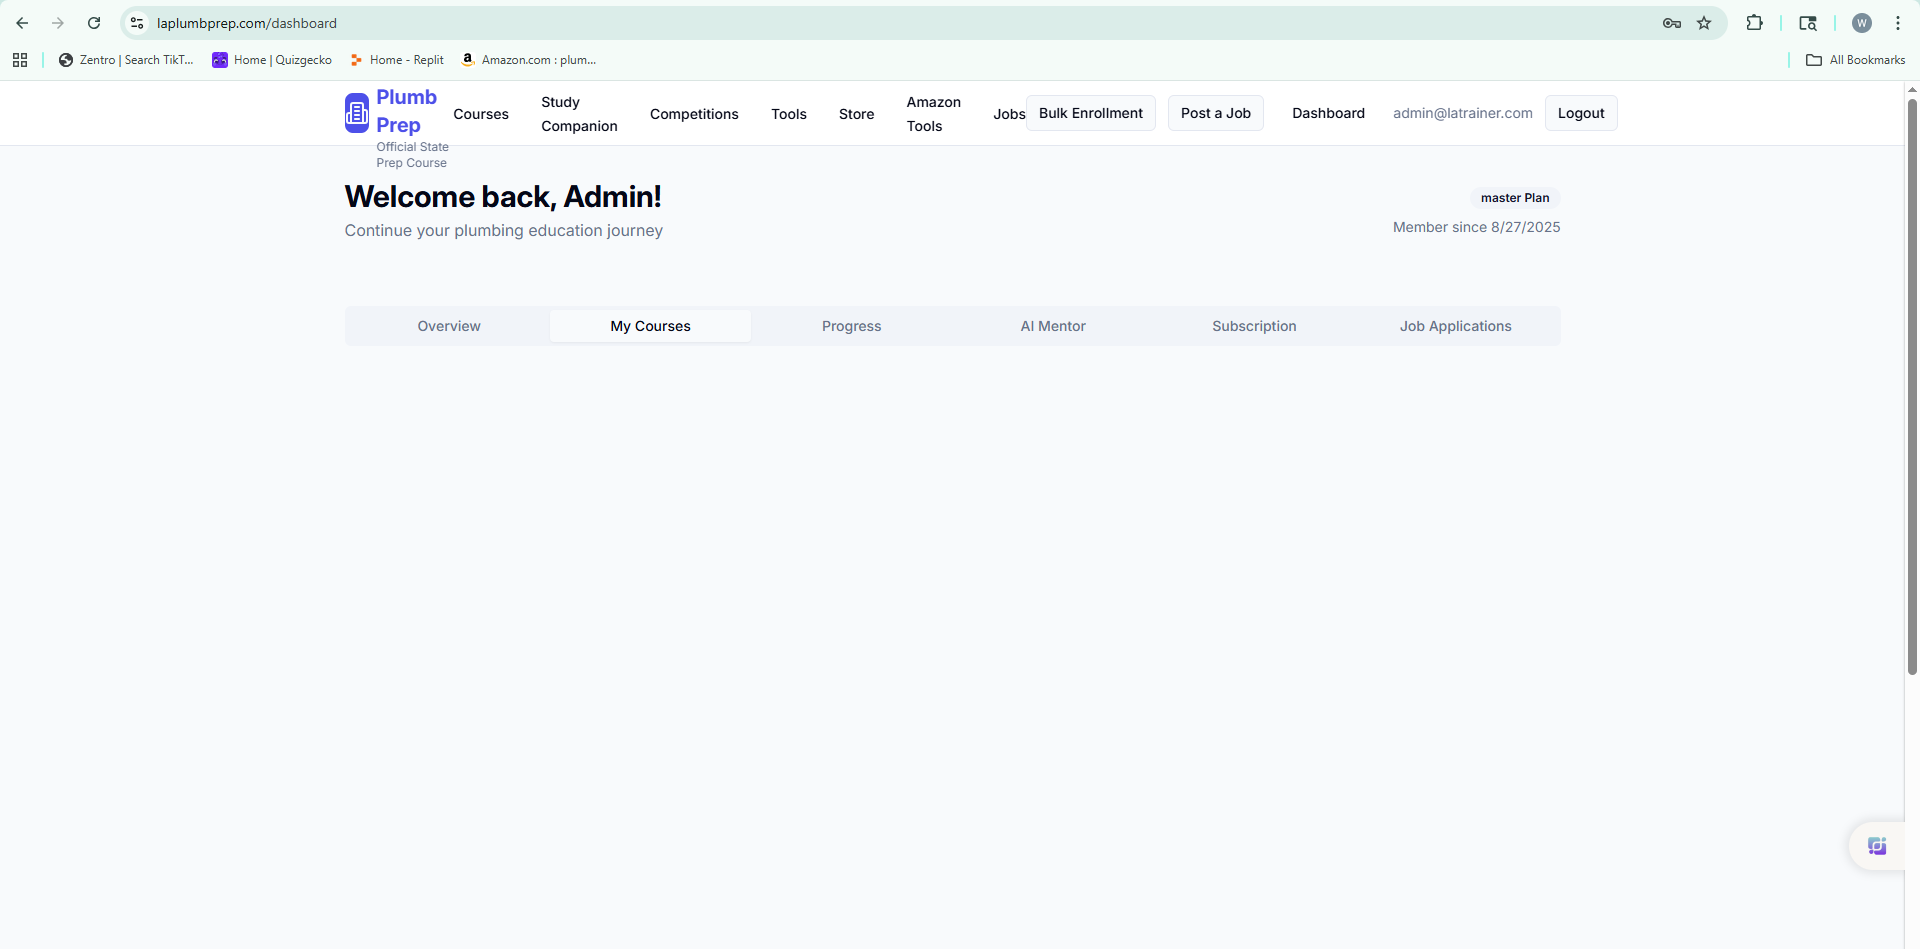 laplumbprep.com/dashboard
W
Zentro | Search TikT...
Home | Quizgecko
Home - Replit
Amazon.com : plum...
All Bookmarks
Plumb
Prep
Official State
Prep Course
Courses
Study
Companion
Competitions
Tools
Store
Amazon
Tools
Jobs
Bulk Enrollment
Post a Job
Dashboard
admin@latrainer.com
Logout
Welcome back, Admin!
Continue your plumbing education journey
master Plan
Member since 8/27/2025
Overview
My Courses
Progress
AI Mentor
Subscription
Job Applications